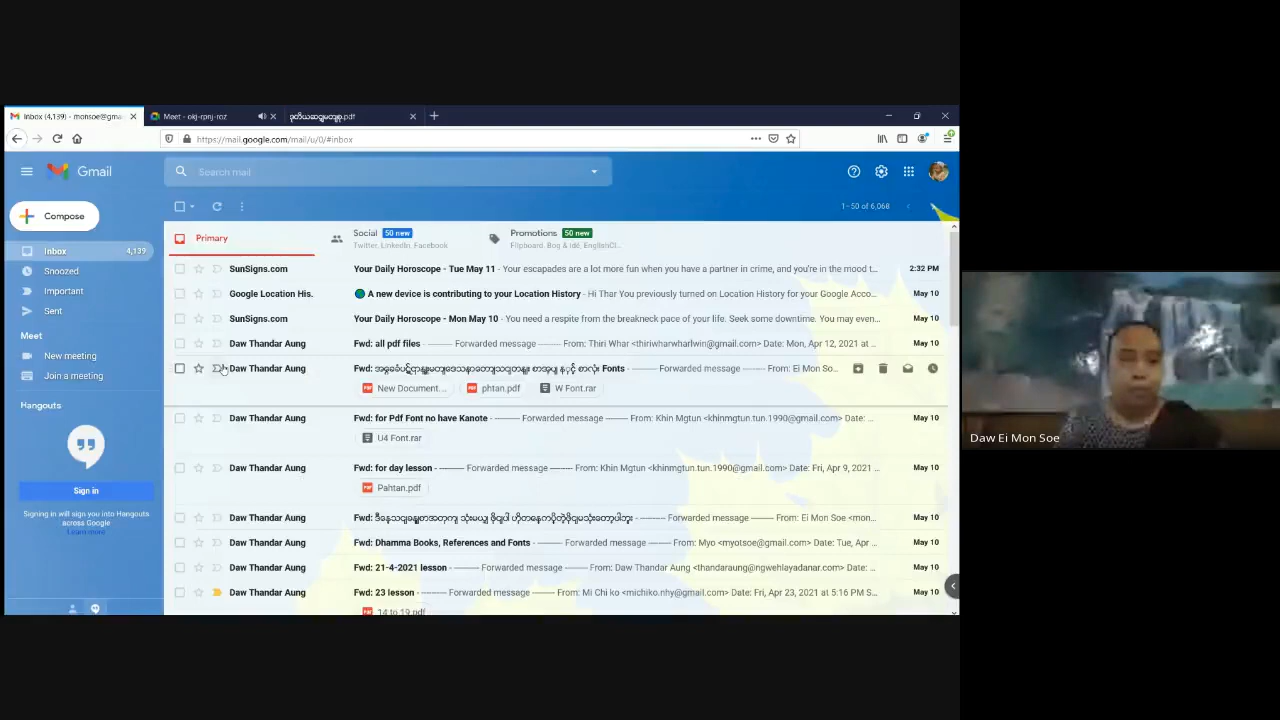 Inbox (4,139) - monsoe@gma
Meet - okj-rpnj-roz
https://mail.google.com/mail/u/0/#inbox
Gmail
Search mail
Compose
1–50 of 6,068
Inbox 4,139
Snoozed
Important
Sent
Meet
New meeting
Join a meeting
Hangouts
Sign in
Signing in will sign you into Hangouts
across Google
Learn more
Primary
Social 50 new
Twitter, LinkedIn, Facebook
Promotions 50 new
SunSigns.com Your Daily Horoscope - Tue May 11 - Your escapades are a lot more fun when you have a partner in crime, and you're in the mood t... 2:32 PM
Google Location His. A new device is contributing to your Location History - Hi Thar You previously turned on Location History for your Google Acco... May 10
SunSigns.com Your Daily Horoscope - Mon May 10 - You need a respite from the breakneck pace of your life. Seek some downtime. You may even... May 10
Daw Thandar Aung Fwd: all pdf files - Forwarded message From: Thiri Whar <thiriwharwharlwin@gmail.com> Date: Mon, Apr 12, 2021 at ... May 10
Daw Thandar Aung Fwd: Fonts - Forwarded message From: Ei Mon So...
PDF New Document... PDF phtan.pdf W Font.rar
Daw Thandar Aung Fwd: for Pdf Font no have Kanote - Forwarded message From: Khin Mgtun <khinmgtun.tun.1990@gmail.com> Date: ... May 10
U4 Font.rar
Daw Thandar Aung Fwd: for day lesson - Forwarded message From: Khin Mgtun <khinmgtun.tun.1990@gmail.com> Date: Fri, Apr 9, 2021 at ... May 10
PDF Pahtan.pdf
Daw Thandar Aung Fwd: Forwarded message From: Ei Mon Soe <mon... May 10
Daw Thandar Aung Fwd: Dhamma Books, References and Fonts - Forwarded message From: Myo <myotsoe@gmail.com> Date: Tue, Apr ... May 10
Daw Thandar Aung Fwd: 21-4-2021 lesson - Forwarded message From: Daw Thandar Aung <thandaraung@ngwehlayadanar.com> Date: ... May 10
Daw Thandar Aung Fwd: 23 lesson - Forwarded message From: Mi Chi ko <michiko.nhy@gmail.com> Date: Fri, Apr 23, 2021 at 5:16 PM S... May 10
PDF 14 to 19.pdf
Daw Ei Mon Soe